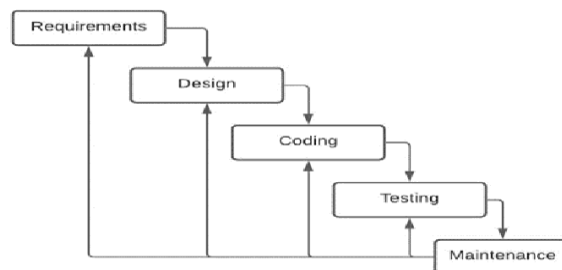 Requirements
Design
Coding
Testing
Maintenance